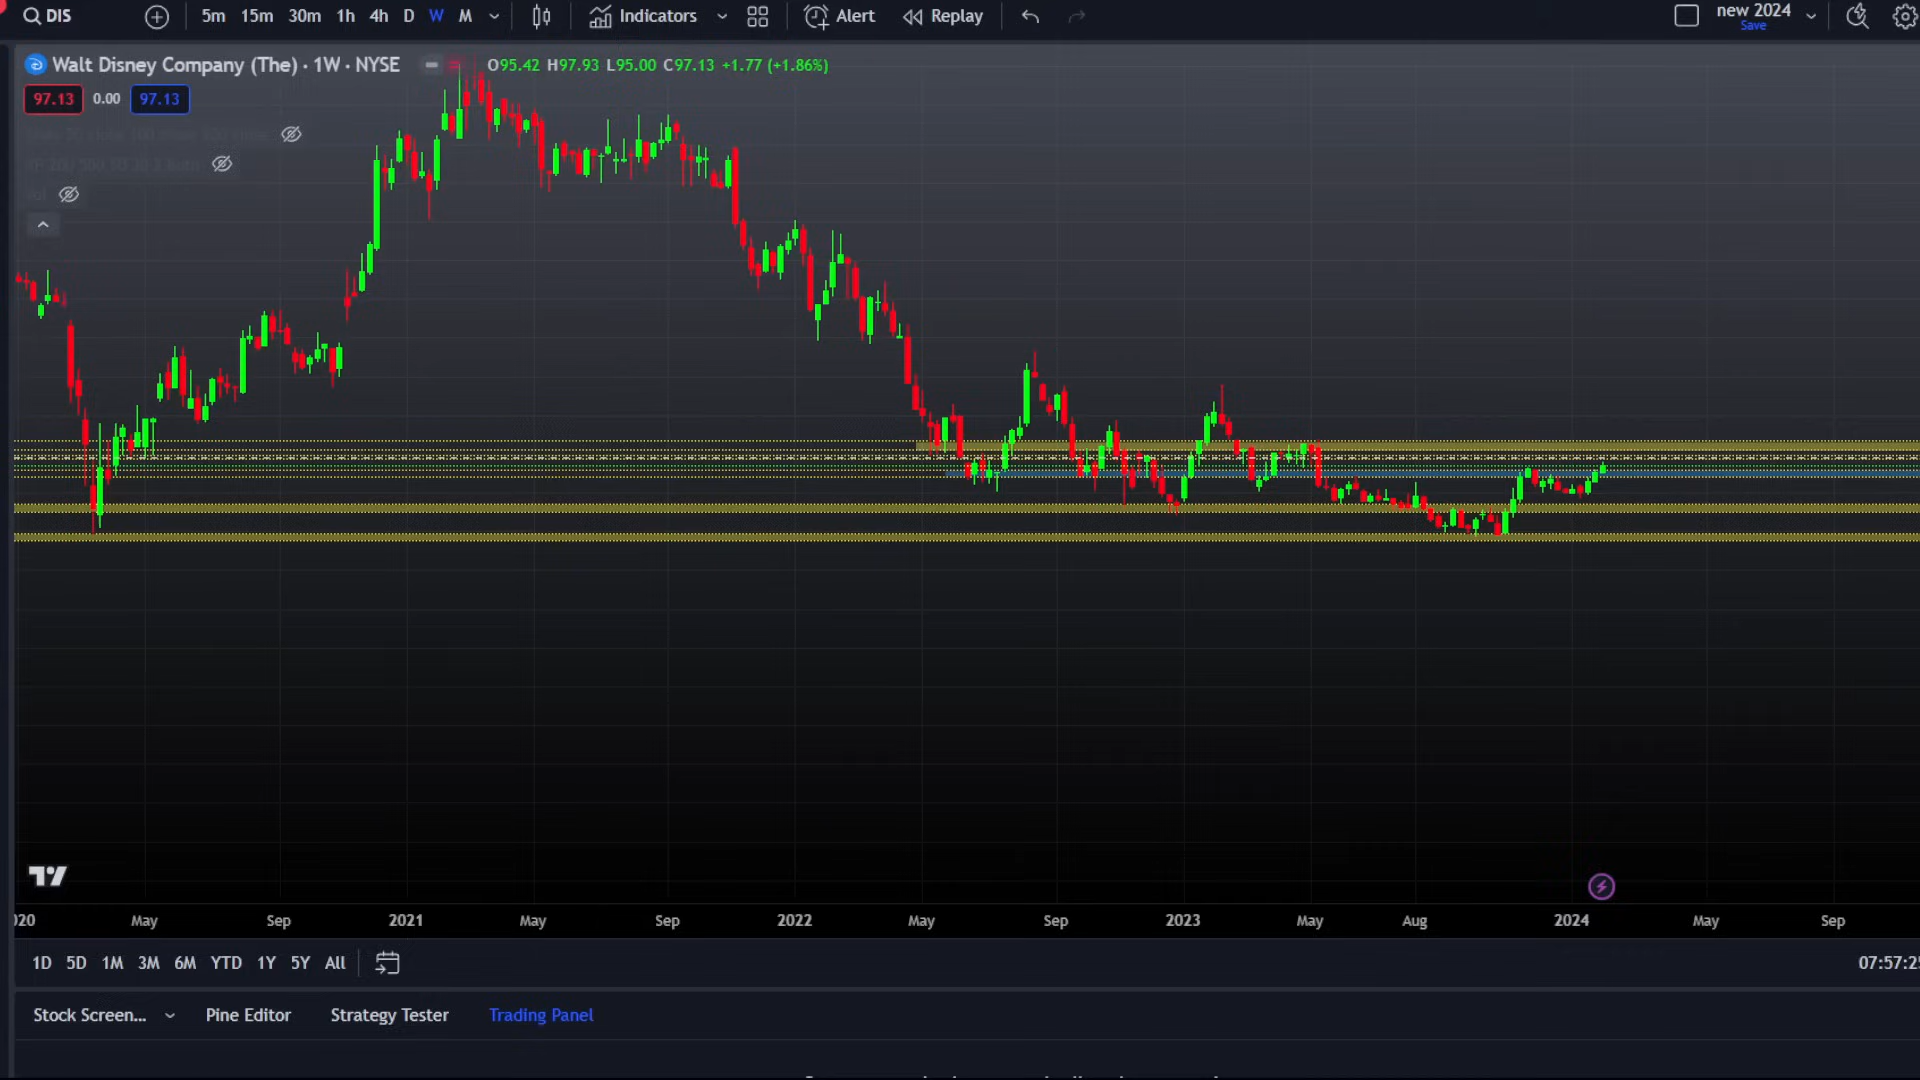 DIS 5m 15m 30m 1h 4h D W M Indicators Alert Replay new 2024
Save
Walt Disney Company (The) · 1W · NYSE O95.42 H97.93 L95.00 C97.13 +1.77 (+1.86%)
97.13 0.00 97.13
May Sep 2021 May Sep 2022 May Sep 2023 May Aug 2024 May Sep
1D 5D 1M 3M 6M YTD 1Y 5Y All 07:57:25
Stock Screen... Pine Editor Strategy Tester Trading Panel